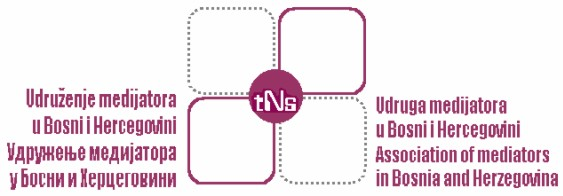 Udruženje medijatora
u Bosni i Hercegovini
Удружење медијатора
у Босни и Херцеговини
tNs
Udruga medijatora
u Bosni i Hercegovini
Association of mediators
in Bosnia and Herzegovina